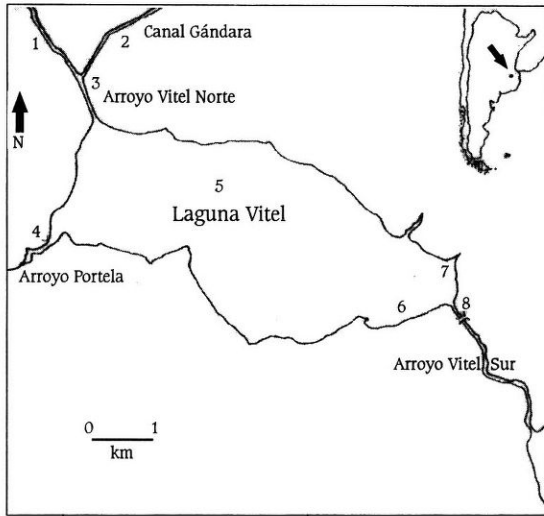 1
2
Canal Gándara
3
Arroyo Vitel Norte
N
5
Laguna Vitel
4
Arroyo Portela
7
6
8
Arroyo Vitel Sur
0 1
km